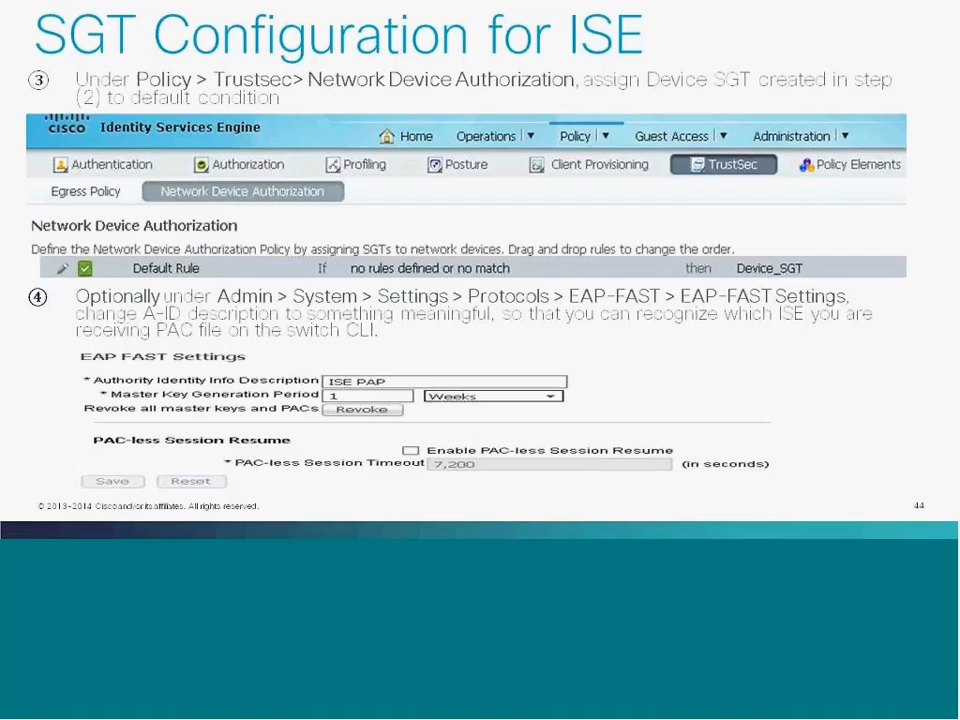 SGT Configuration for ISE
3 Under Policy > Trustsec> Network Device Authorization, assign Device SGT created in step
(2) to default condition
CISCO Identity Services Engine
Home Operations Policy Guest Access Administration
Authentication Authorization Profiling Posture Client Provisioning TrustSec Policy Elements
Egress Policy Network Device Authorization
Network Device Authorization
Define the Network Device Authorization Policy by assigning SGTs to network devices. Drag and drop rules to change the order.
Default Rule If no rules defined or no match then Device_SGT
4 Optionally under Admin > System > Settings > Protocols > EAP-FAST > EAP-FAST Settings,
change A-ID description to something meaningful, so that you can recognize which ISE you are
receiving PAC file on the switch CLI.
EAP FAST Settings
* Authority Identity Info Description ISE PAP
* Master Key Generation Period 1 Weeks
Revoke all master keys and PACs Revoke
PAC-less Session Resume
Enable PAC-less Session Resume
* PAC-less Session Timeout 7,200 (in seconds)
Save Reset
© 2013-2014 Cisco and/or its affiliates. All rights reserved. 44